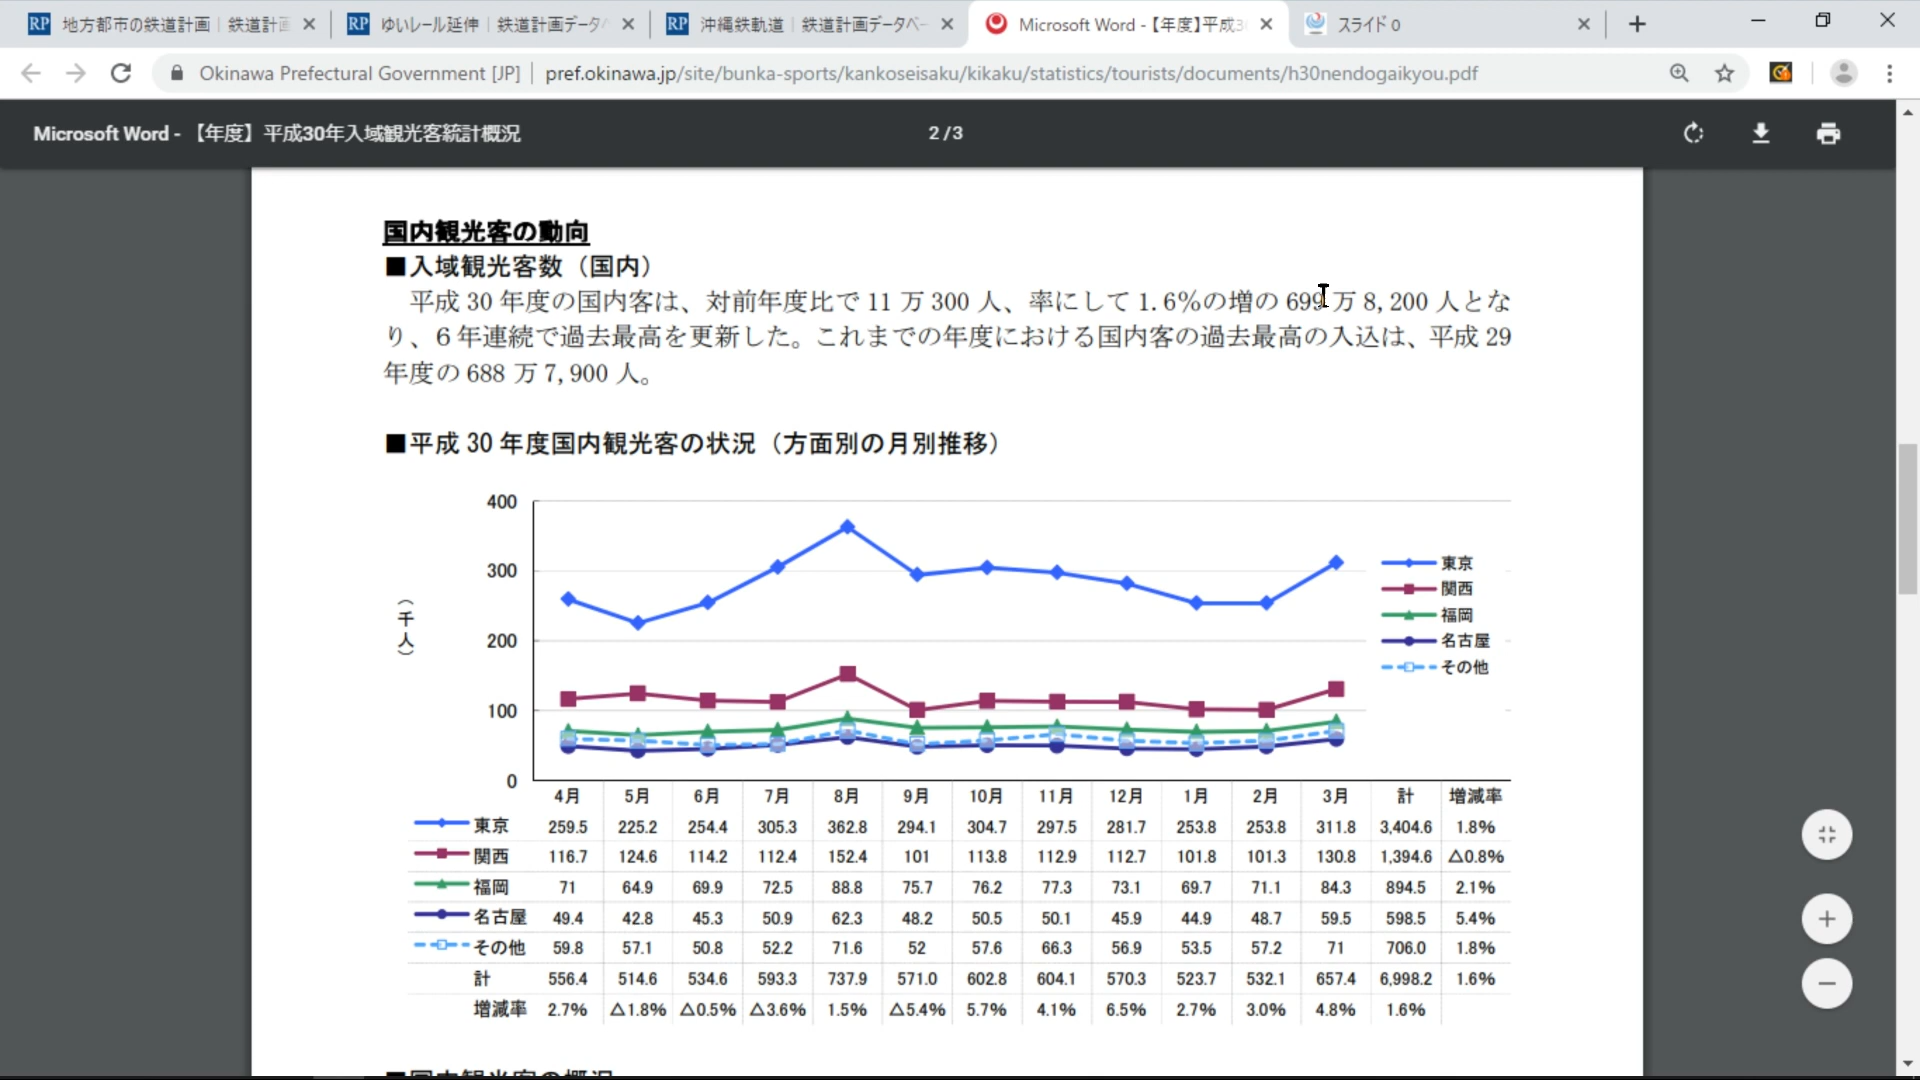 地方都市の鉄道計画 | 鉄道計画
ゆいレール延伸 | 鉄道計画データベ
沖縄鉄軌道 | 鉄道計画データベー
Microsoft Word - 【年度】平成3
スライド 0
Okinawa Prefectural Government [JP] | pref.okinawa.jp/site/bunka-sports/kankoseisaku/kikaku/statistics/tourists/documents/h30nendogaikyou.pdf
Microsoft Word - 【年度】平成30年入域観光客統計概況
2 / 3
国内観光客の動向
■入域観光客数（国内）
平成 30 年度の国内客は、対前年度比で 11 万 300 人、率にして 1.6％の増の 699 万 8,200 人とな
り、６年連続で過去最高を更新した。これまでの年度における国内客の過去最高の入込は、平成 29
年度の 688 万 7,900 人。
■平成 30 年度国内観光客の状況（方面別の月別推移）
400
300
200
100
0
（千人）
東京
関西
福岡
名古屋
その他
4月 5月 6月 7月 8月 9月 10月 11月 12月 1月 2月 3月 計 増減率
東京 259.5 225.2 254.4 305.3 362.8 294.1 304.7 297.5 281.7 253.8 253.8 311.8 3,404.6 1.8%
関西 116.7 124.6 114.2 112.4 152.4 101 113.8 112.9 112.7 101.8 101.3 130.8 1,394.6 △0.8%
福岡 71 64.9 69.9 72.5 88.8 75.7 76.2 77.3 73.1 69.7 71.1 84.3 894.5 2.1%
名古屋 49.4 42.8 45.3 50.9 62.3 48.2 50.5 50.1 45.9 44.9 48.7 59.5 598.5 5.4%
その他 59.8 57.1 50.8 52.2 71.6 52 57.6 66.3 56.9 53.5 57.2 71 706.0 1.8%
計 556.4 514.6 534.6 593.3 737.9 571.0 602.8 604.1 570.3 523.7 532.1 657.4 6,998.2 1.6%
増減率 2.7% △1.8% △0.5% △3.6% 1.5% △5.4% 5.7% 4.1% 6.5% 2.7% 3.0% 4.8% 1.6%
■国内観光客の概況